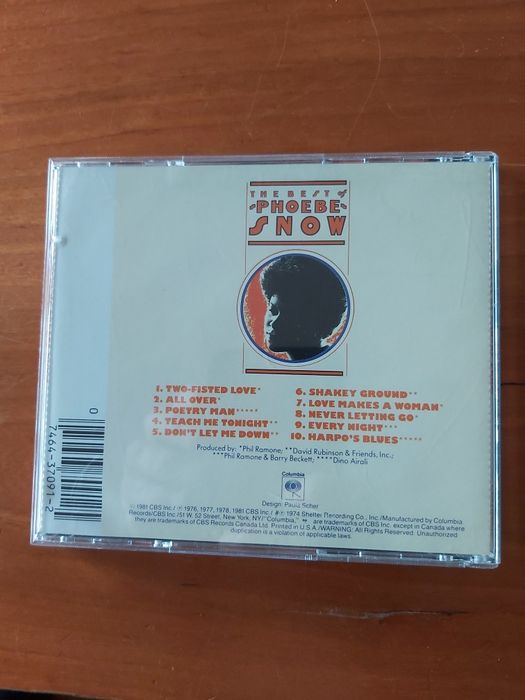 THE BEST of
PHOEBE
SNOW
1. TWO-FISTED LOVE*
2. ALL OVER*
3. POETRY MAN*****
4. TEACH ME TONIGHT**
5. DON'T LET ME DOWN**
6. SHAKEY GROUND**
7. LOVE MAKES A WOMAN*
8. NEVER LETTING GO*
9. EVERY NIGHT***
10. HARPO'S BLUES*****
Produced by: *Phil Ramone; **David Rubinson & Friends, Inc.;
***Phil Ramone & Barry Beckett; ****Dino Airali
Columbia
Design: Paula Scher
© 1981 CBS Inc./ ℗ 1976, 1977, 1978, 1981 CBS Inc./ #℗ 1974 Shelter Recording Co., Inc./Manufactured by Columbia
Records/CBS Inc./51 W. 52 Street, New York, NY/"Columbia," are trademarks of CBS Inc. except in Canada where
they are trademarks of CBS Records Canada Ltd. Printed in U.S.A./WARNING: All Rights Reserved. Unauthorized
duplication is a violation of applicable laws.
0
7464-37091-2